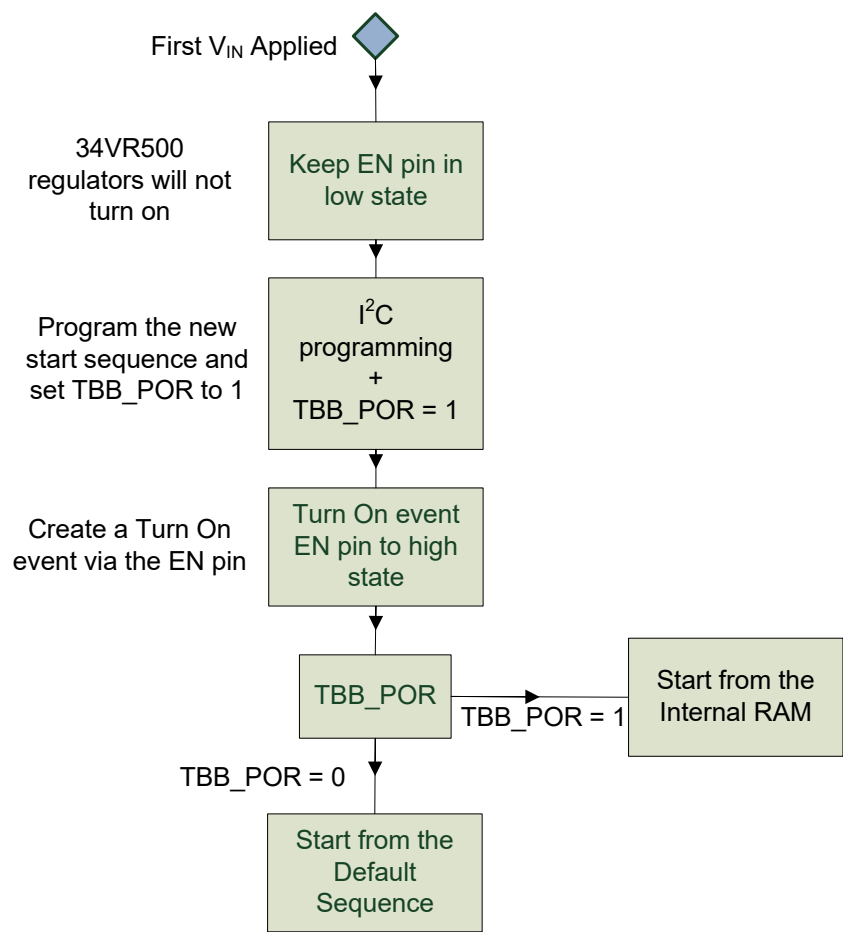 First V_IN Applied
34VR500
regulators will not
turn on
Keep EN pin in
low state
Program the new
start sequence and
set TBB_POR to 1
I²C
programming
+
TBB_POR = 1
Create a Turn On
event via the EN pin
Turn On event
EN pin to high
state
TBB_POR
TBB_POR = 1
Start from the
Internal RAM
TBB_POR = 0
Start from the
Default
Sequence